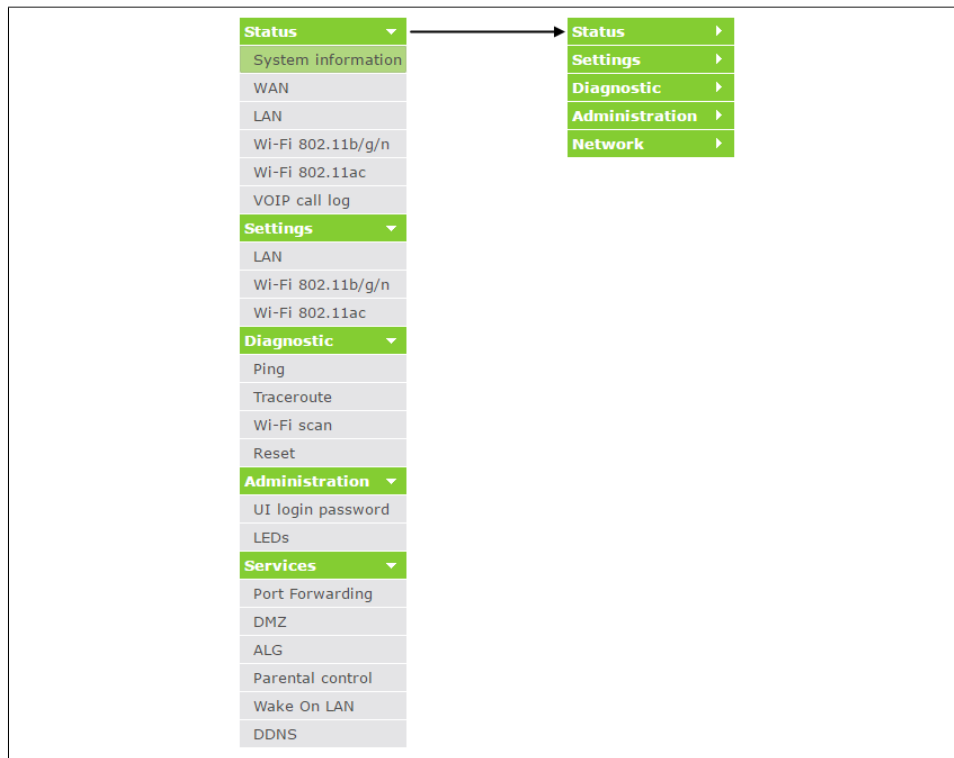 Status
System information
WAN
LAN
Wi-Fi 802.11b/g/n
Wi-Fi 802.11ac
VOIP call log
Settings
LAN
Wi-Fi 802.11b/g/n
Wi-Fi 802.11ac
Diagnostic
Ping
Traceroute
Wi-Fi scan
Reset
Administration
UI login password
LEDs
Services
Port Forwarding
DMZ
ALG
Parental control
Wake On LAN
DDNS
Status
Settings
Diagnostic
Administration
Network